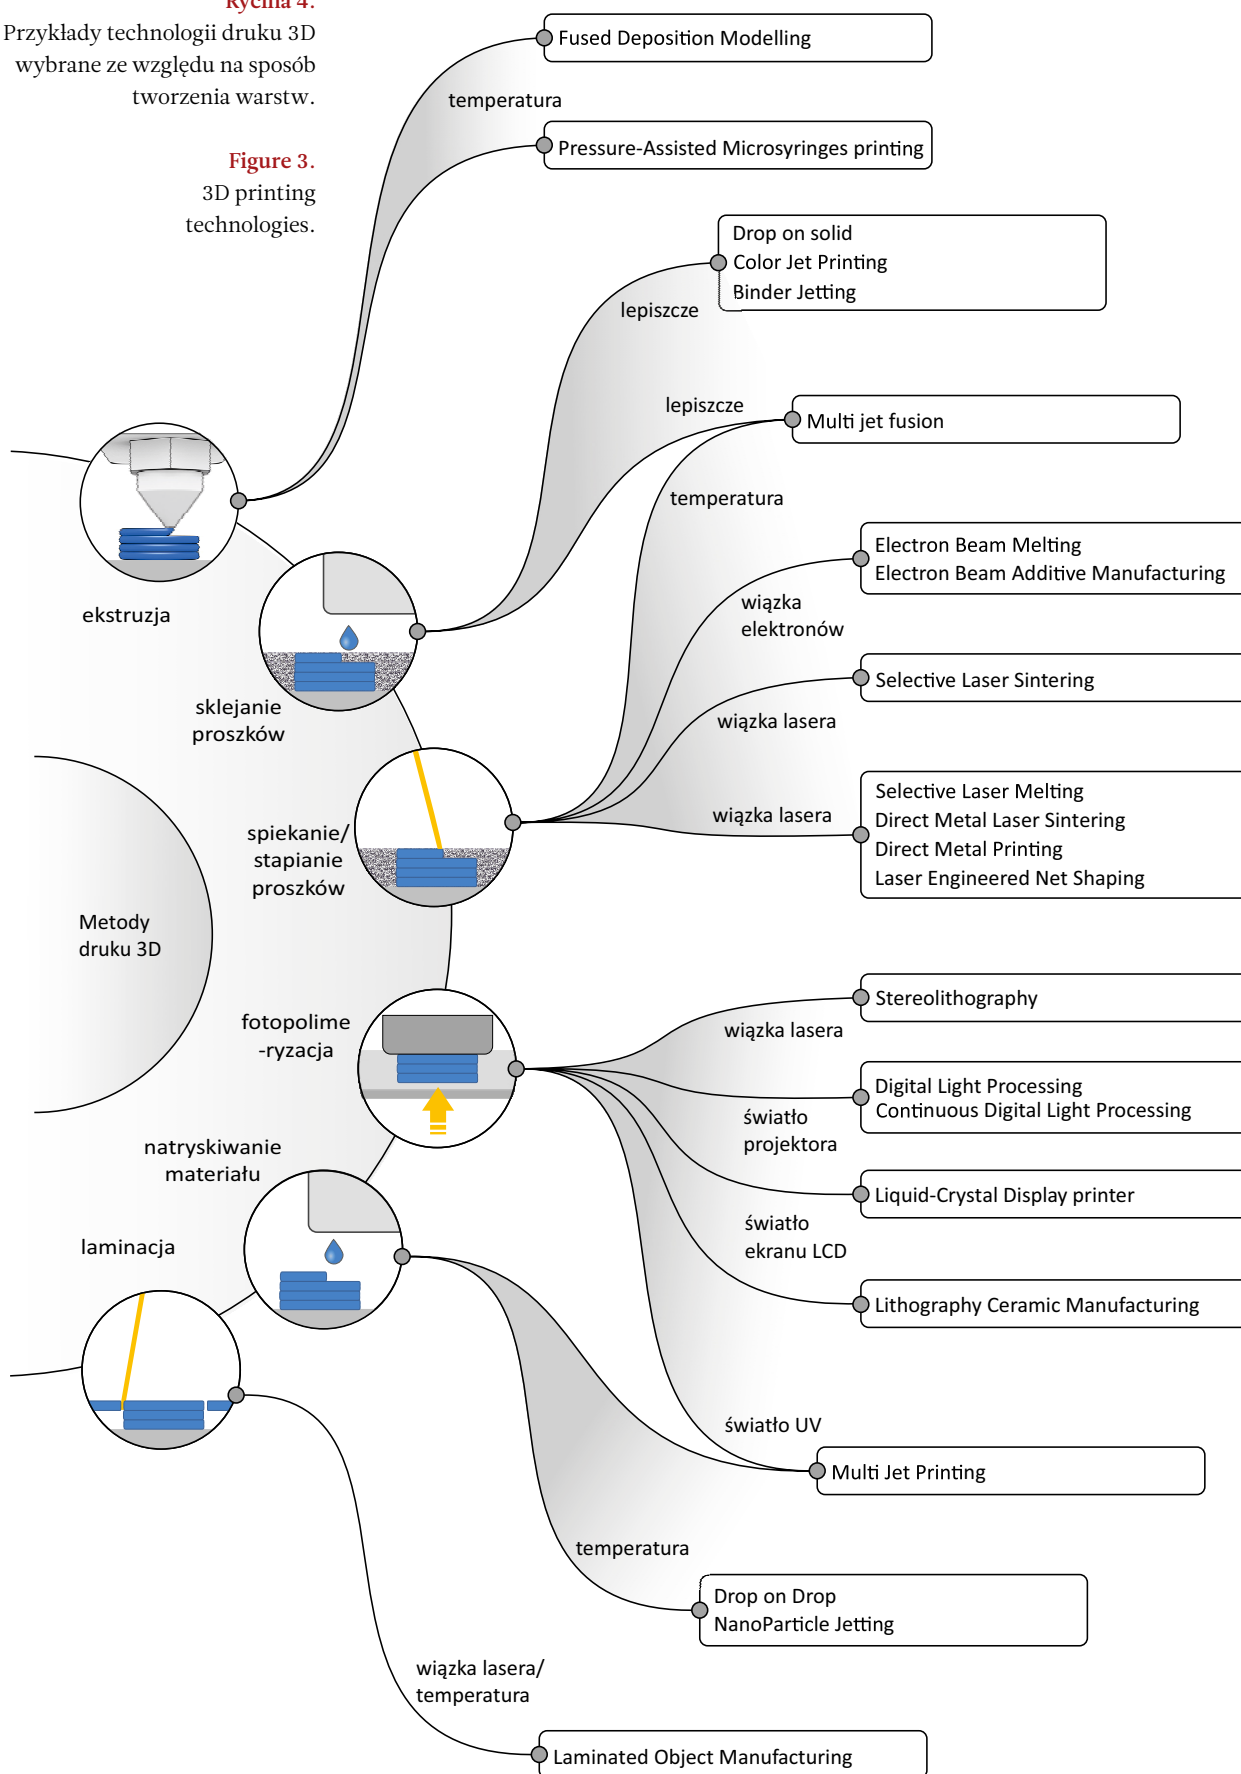 Rycina 4.
Przykłady technologii druku 3D
wybrane ze względu na sposób
tworzenia warstw.
Figure 3.
3D printing
technologies.
Fused Deposition Modelling
temperatura
Pressure-Assisted Microsyringes printing
Drop on solid
Color Jet Printing
Binder Jetting
lepiszcze
lepiszcze
Multi jet fusion
temperatura
ekstruzja
Electron Beam Melting
Electron Beam Additive Manufacturing
wiązka
elektronów
sklejanie
proszków
Selective Laser Sintering
wiązka lasera
spiekanie/
stapianie
proszków
wiązka lasera
Selective Laser Melting
Direct Metal Laser Sintering
Direct Metal Printing
Laser Engineered Net Shaping
Metody
druku 3D
fotopolime
-ryzacja
Stereolithography
wiązka lasera
Digital Light Processing
Continuous Digital Light Processing
światło
projektora
natryskiwanie
materiału
Liquid-Crystal Display printer
światło
ekranu LCD
laminacja
Lithography Ceramic Manufacturing
światło UV
Multi Jet Printing
temperatura
Drop on Drop
NanoParticle Jetting
wiązka lasera/
temperatura
Laminated Object Manufacturing